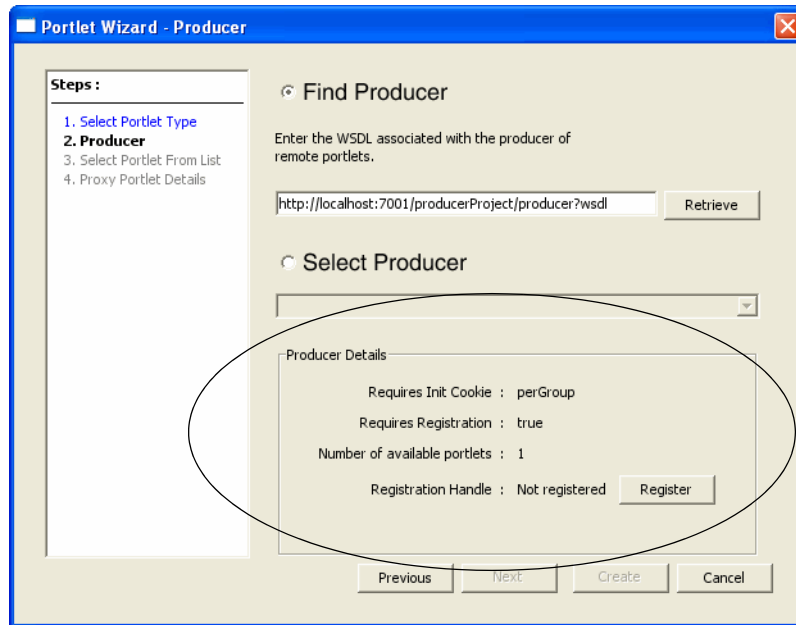 Portlet Wizard - Producer
Steps :
1. Select Portlet Type
2. Producer
3. Select Portlet From List
4. Proxy Portlet Details
Find Producer
Enter the WSDL associated with the producer of
remote portlets.
http://localhost:7001/producerProject/producer?wsdl
Retrieve
Select Producer
Producer Details
Requires Init Cookie : perGroup
Requires Registration : true
Number of available portlets : 1
Registration Handle : Not registered Register
Previous Next Create Cancel